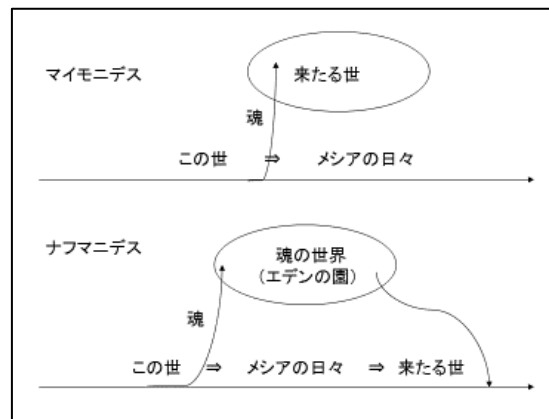 マイモニデス
来たる世
魂
この世 ⇒ メシアの日々
ナフマニデス
魂の世界
(エデンの園)
魂
この世 ⇒ メシアの日々 ⇒ 来たる世